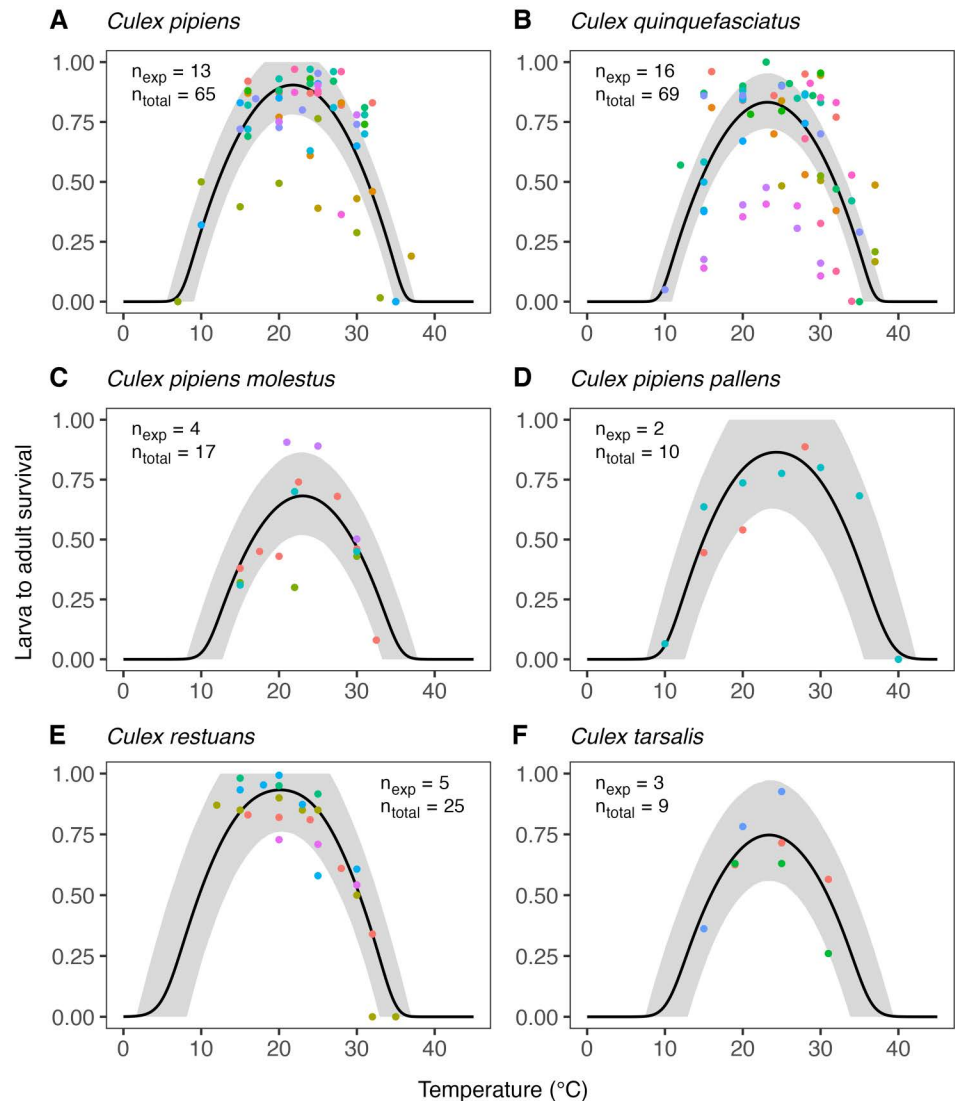 A Culex pipiens
B Culex quinquefasciatus
n_exp = 13
n_total = 65
n_exp = 16
n_total = 69
1.00
0.75
0.50
0.25
0.00
1.00
0.75
0.50
0.25
0.00
0 10 20 30 40
0 10 20 30 40
C Culex pipiens molestus
D Culex pipiens pallens
n_exp = 4
n_total = 17
n_exp = 2
n_total = 10
1.00
0.75
0.50
0.25
0.00
1.00
0.75
0.50
0.25
0.00
0 10 20 30 40
0 10 20 30 40
Larva to adult survival
E Culex restuans
F Culex tarsalis
n_exp = 5
n_total = 25
n_exp = 3
n_total = 9
1.00
0.75
0.50
0.25
0.00
1.00
0.75
0.50
0.25
0.00
0 10 20 30 40
0 10 20 30 40
Temperature (°C)